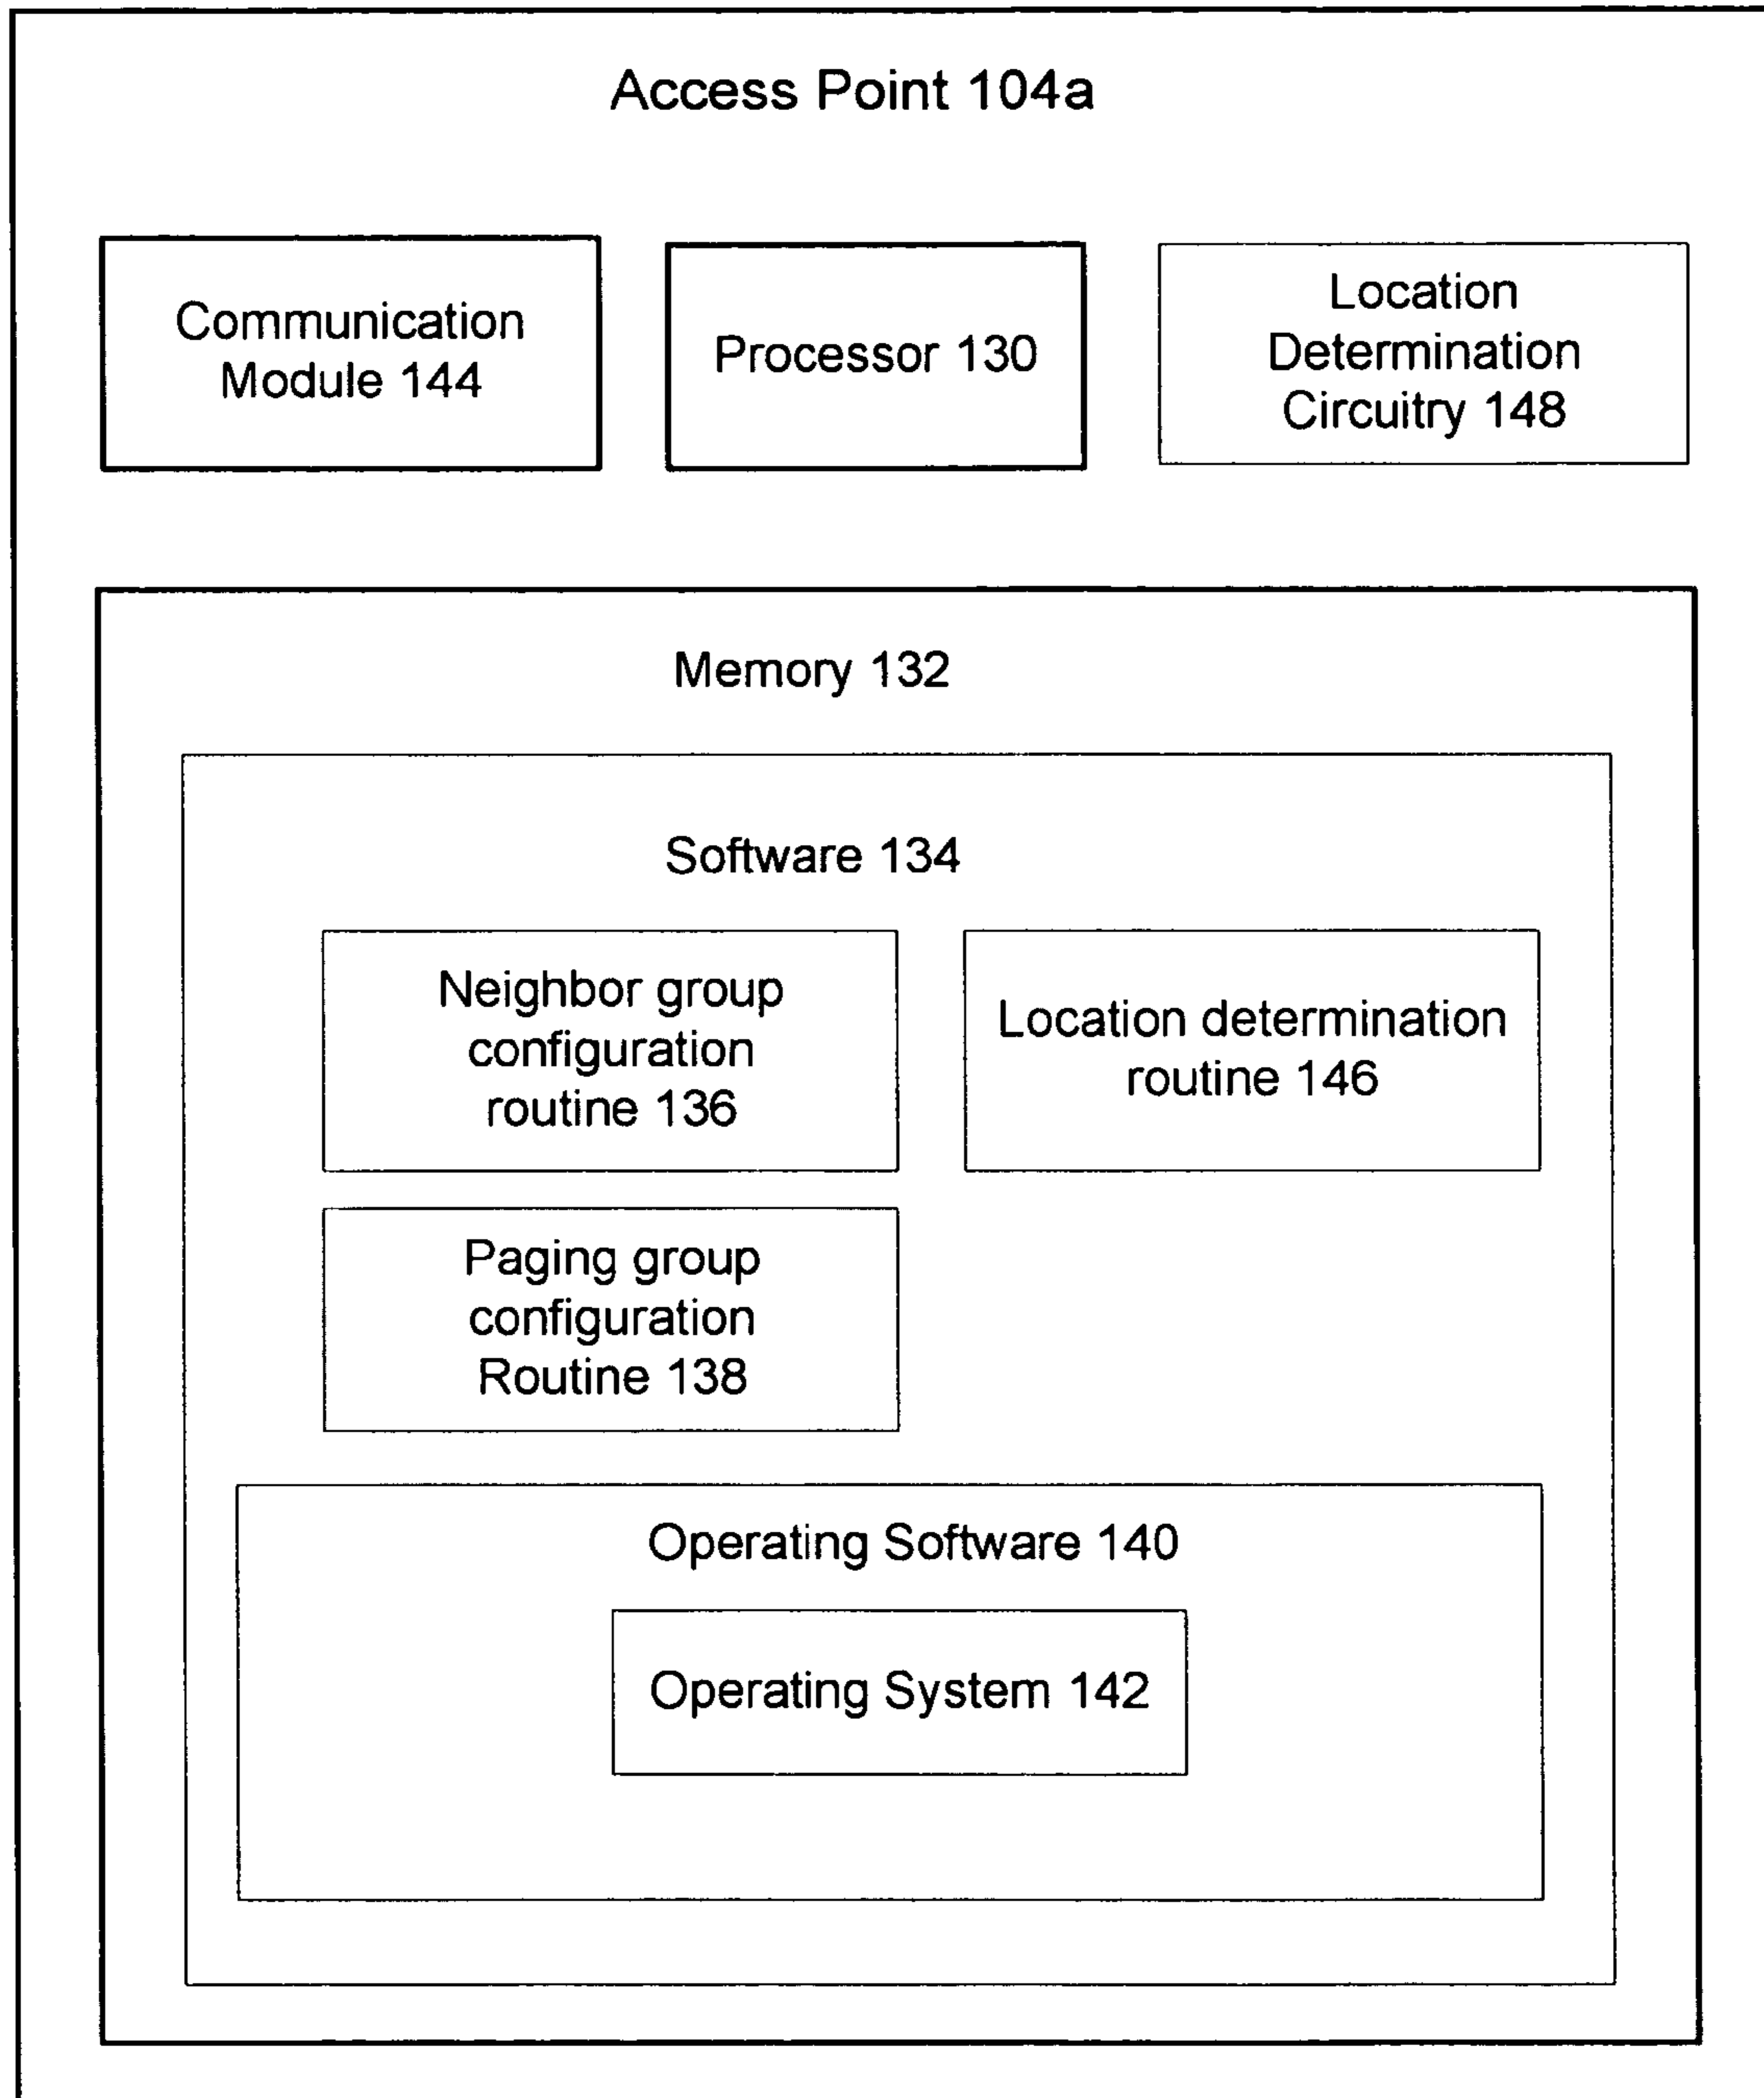 Access Point 104a
Communication
Module 144
Processor 130
Location
Determination
Circuitry 148
Memory 132
Software 134
Neighbor group
configuration
routine 136
Location determination
routine 146
Paging group
configuration
Routine 138
Operating Software 140
Operating System 142